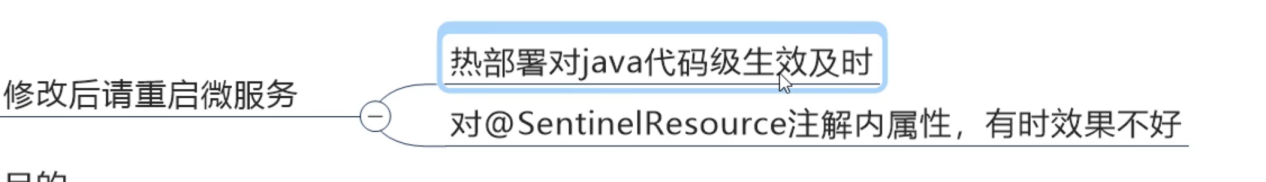 热部署对java代码级生效及时
修改后请重启微服务
对@SentinelResource注解内属性，有时效果不好
目的